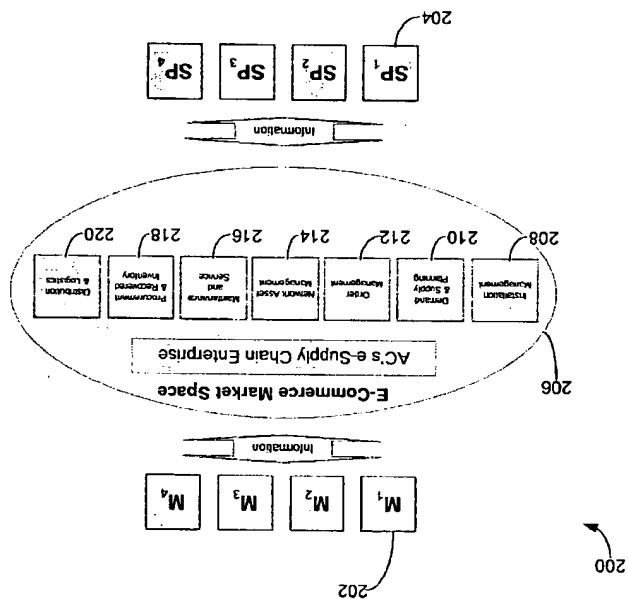 202
200
M1 M2 M3 M4
Information
206
E-Commerce Market Space
AC's e-Supply Chain Enterprise
Installation
Management
Demand
& Supply
Planning
Order
Management
Network Asset
Management
Maintenance
and
Service
Procurement
& Recovered
Inventory
Distribution
& Logistics
208 210 212 214 216 218 220
Information
SP1 SP2 SP3 SP4
204